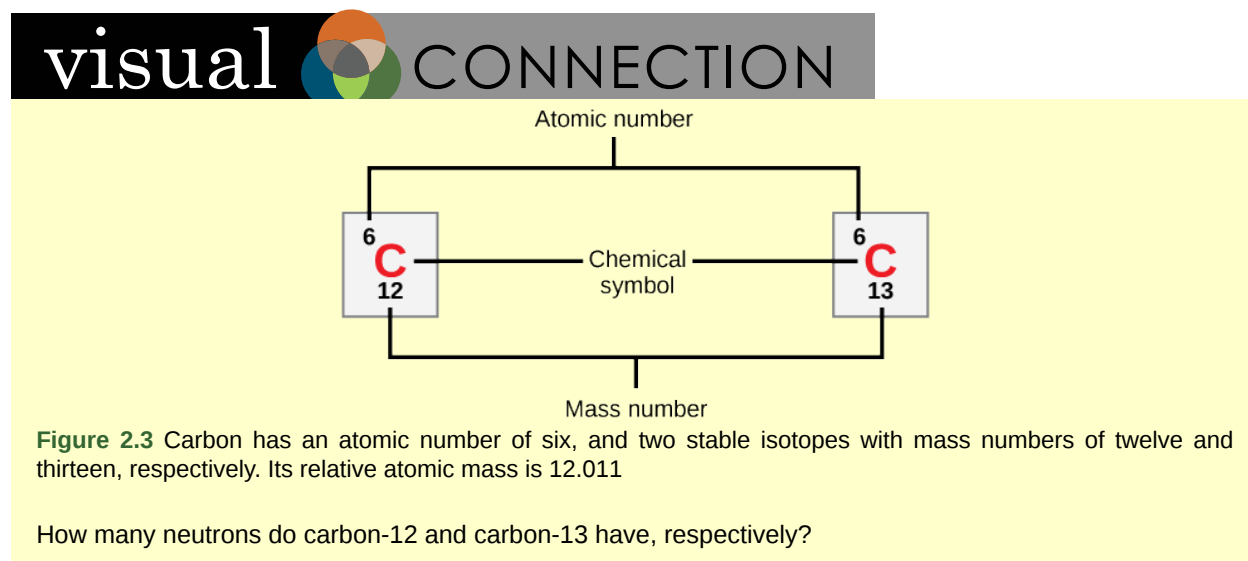 visual CONNECTION
Atomic number
6 6
C Chemical C
symbol
12 13
Mass number
Figure 2.3 Carbon has an atomic number of six, and two stable isotopes with mass numbers of twelve and
thirteen, respectively. Its relative atomic mass is 12.011
How many neutrons do carbon-12 and carbon-13 have, respectively?